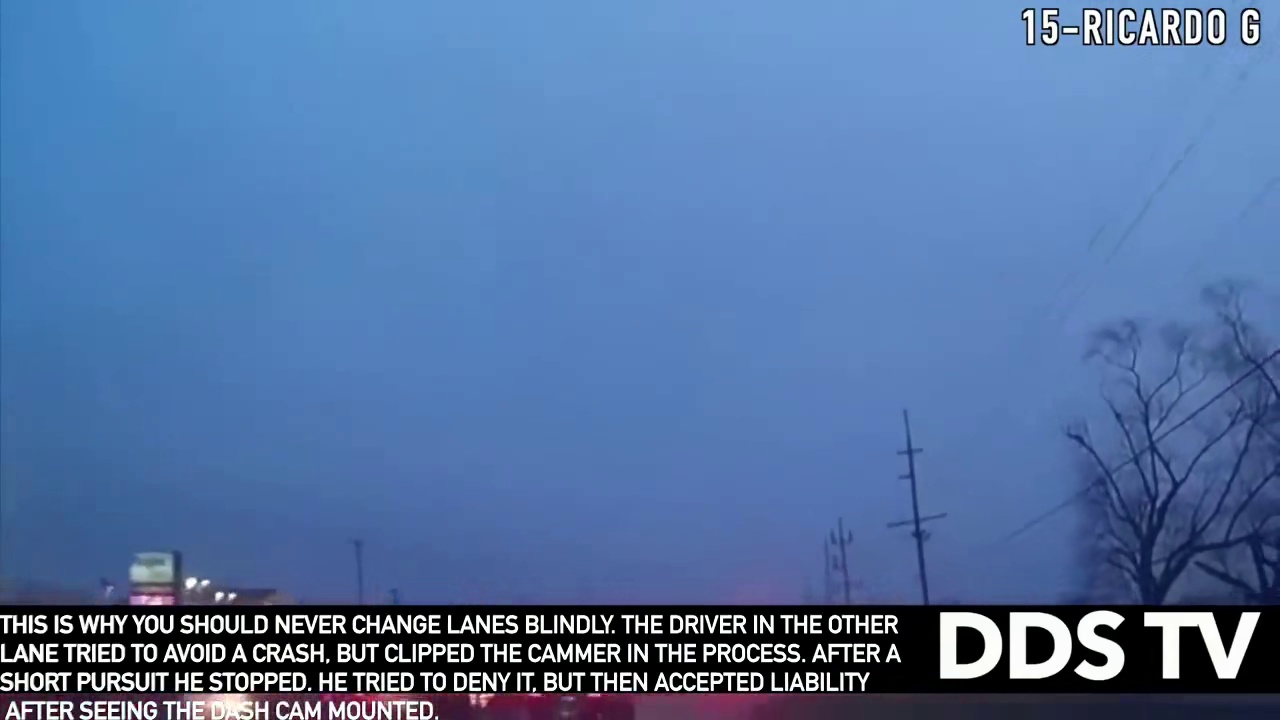 15-RICARDO G
THIS IS WHY YOU SHOULD NEVER CHANGE LANES BLINDLY. THE DRIVER IN THE OTHER
LANE TRIED TO AVOID A CRASH, BUT CLIPPED THE CAMMER IN THE PROCESS. AFTER A
SHORT PURSUIT HE STOPPED. HE TRIED TO DENY IT, BUT THEN ACCEPTED LIABILITY
AFTER SEEING THE DASH CAM MOUNTED.
DDS TV